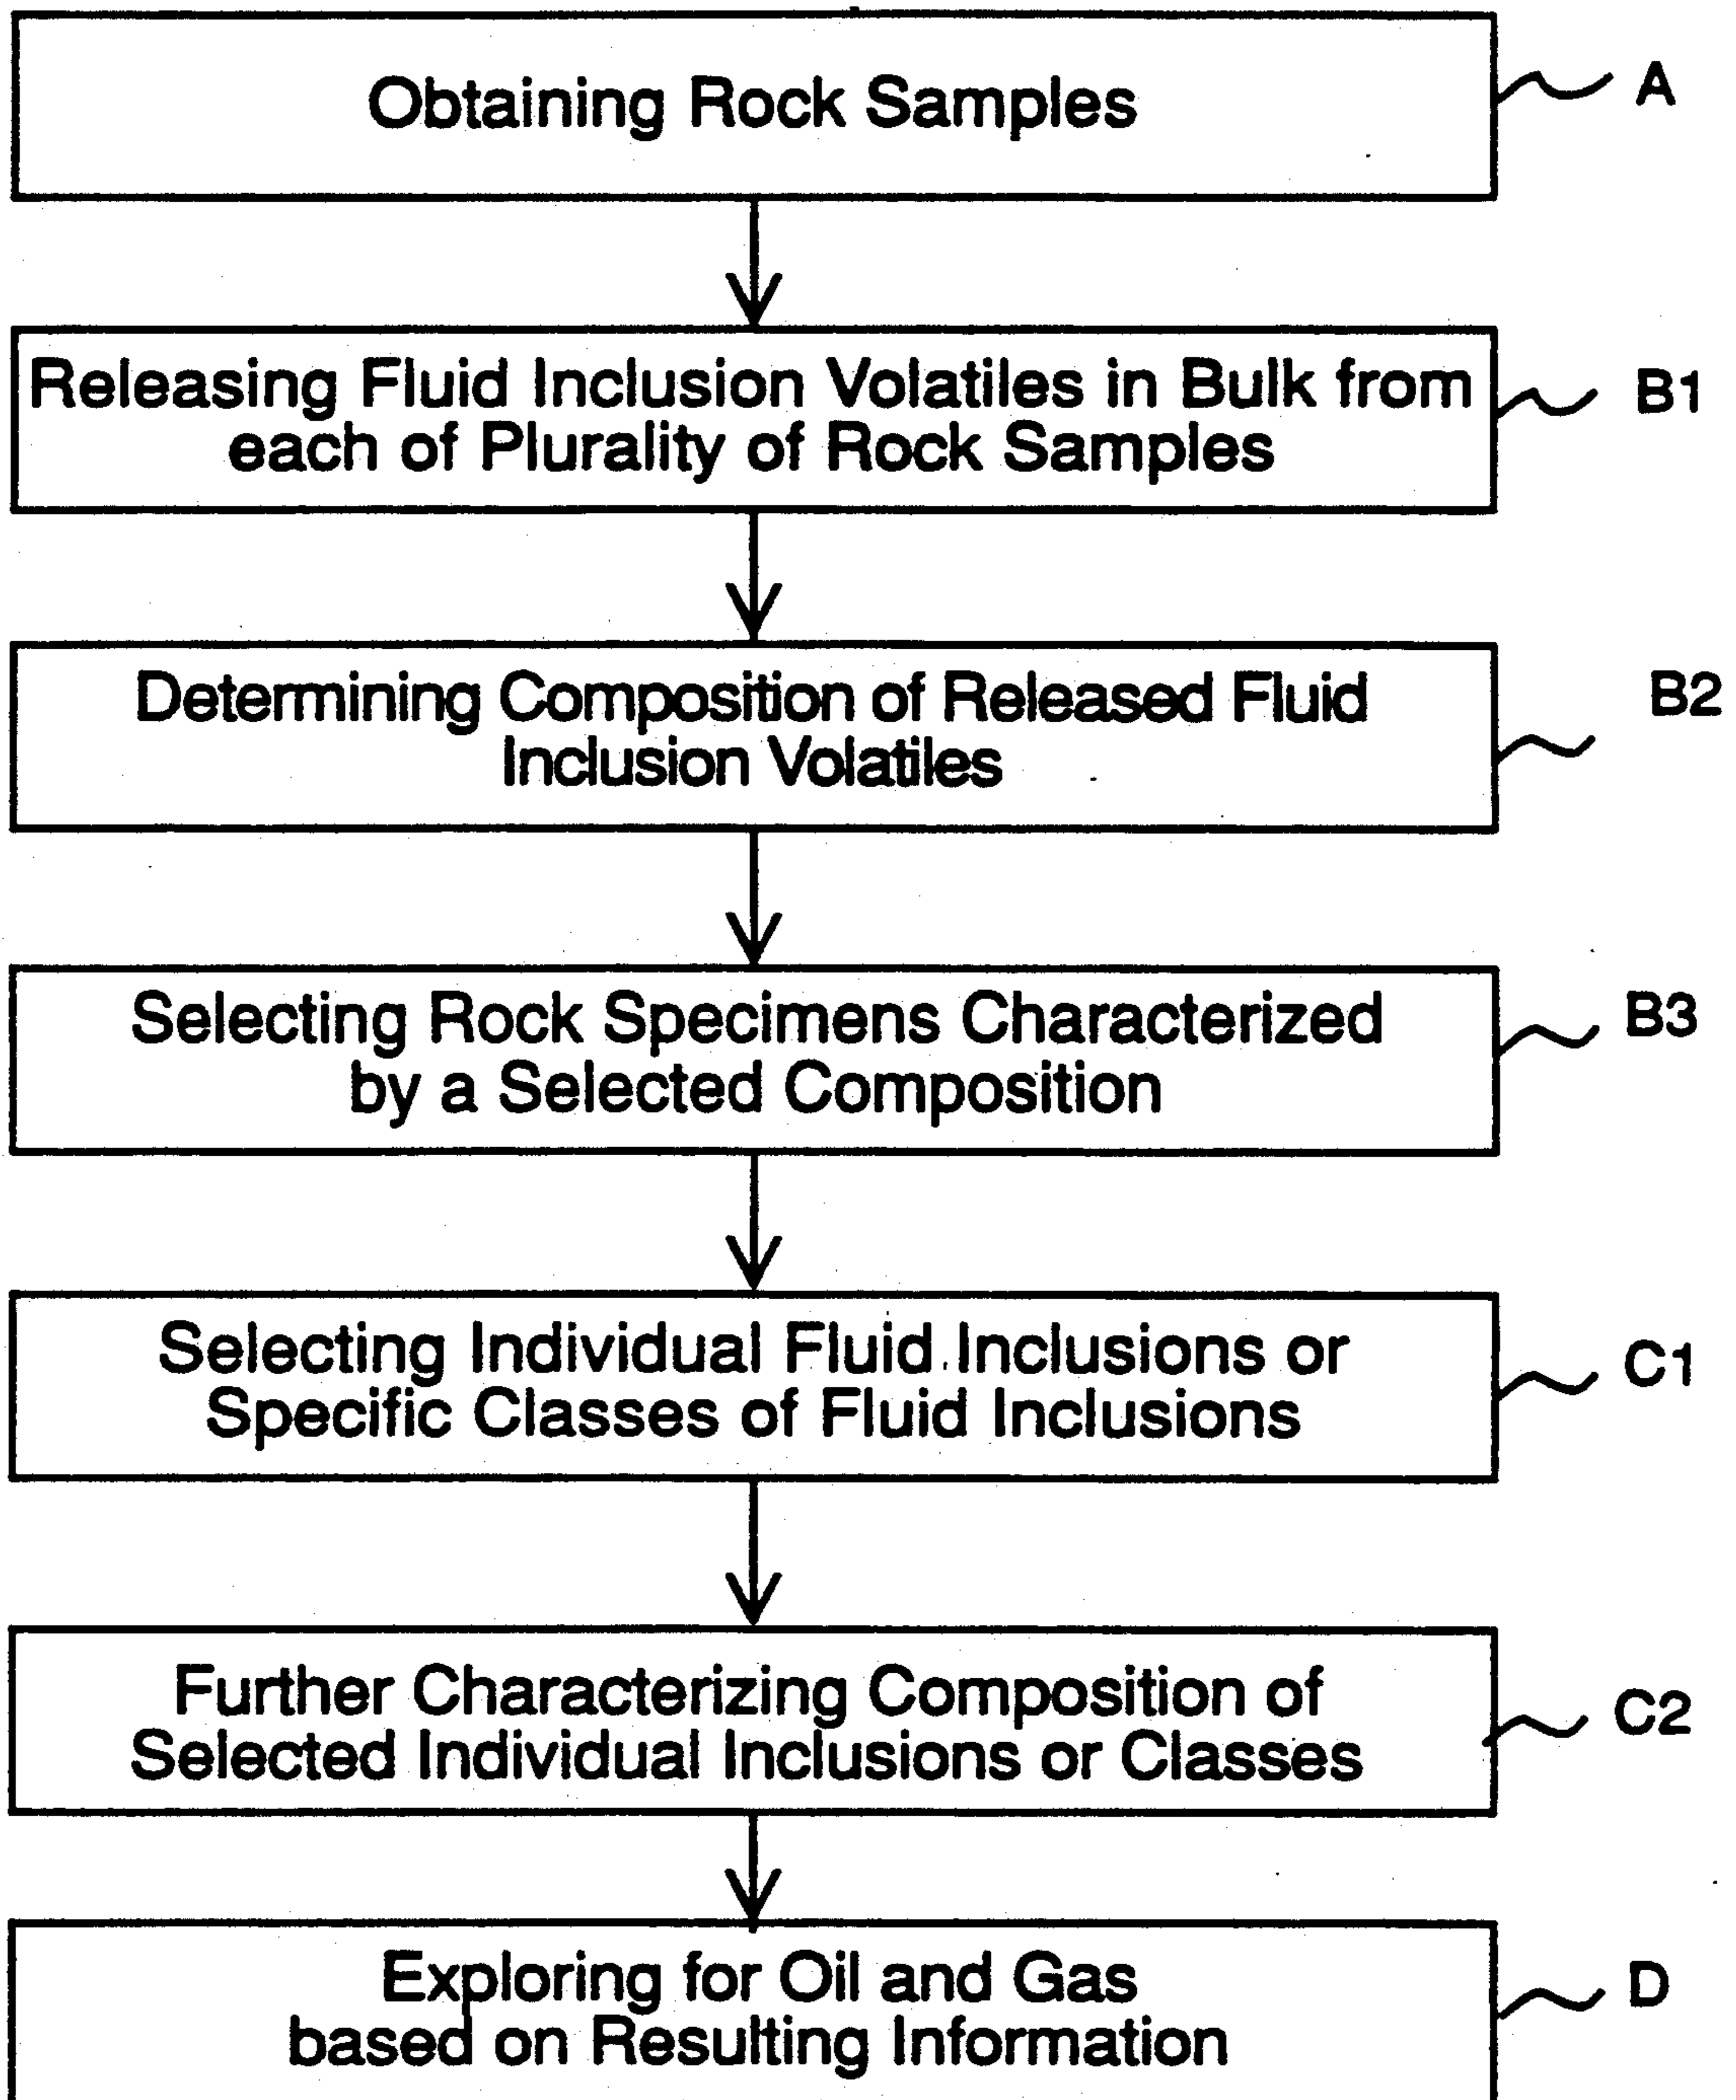 Obtaining Rock Samples
A
Releasing Fluid Inclusion Volatiles in Bulk from
each of Plurality of Rock Samples
B1
Determining Composition of Released Fluid
Inclusion Volatiles
B2
Selecting Rock Specimens Characterized
by a Selected Composition
B3
Selecting Individual Fluid Inclusions or
Specific Classes of Fluid Inclusions
C1
Further Characterizing Composition of
Selected Individual Inclusions or Classes
C2
Exploring for Oil and Gas
based on Resulting Information
D